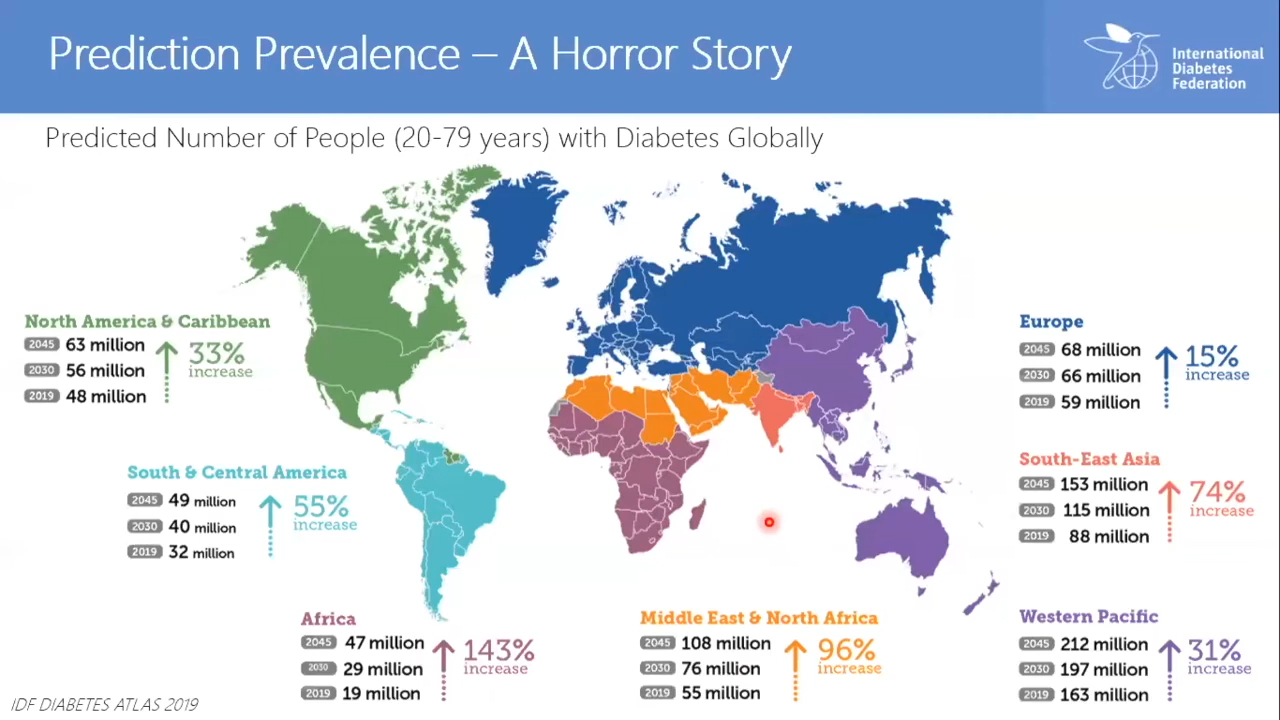 Prediction Prevalence – A Horror Story
International
Diabetes
Federation
Predicted Number of People (20-79 years) with Diabetes Globally
North America & Caribbean
2045 63 million
2030 56 million
2019 48 million
33%
increase
South & Central America
2045 49 million
2030 40 million
2019 32 million
55%
increase
Africa
2045 47 million
2030 29 million
2019 19 million
143%
increase
Middle East & North Africa
2045 108 million
2030 76 million
2019 55 million
96%
increase
Europe
2045 68 million
2030 66 million
2019 59 million
15%
increase
South-East Asia
2045 153 million
2030 115 million
2019 88 million
74%
increase
Western Pacific
2045 212 million
2030 197 million
2019 163 million
31%
increase
IDF DIABETES ATLAS 2019